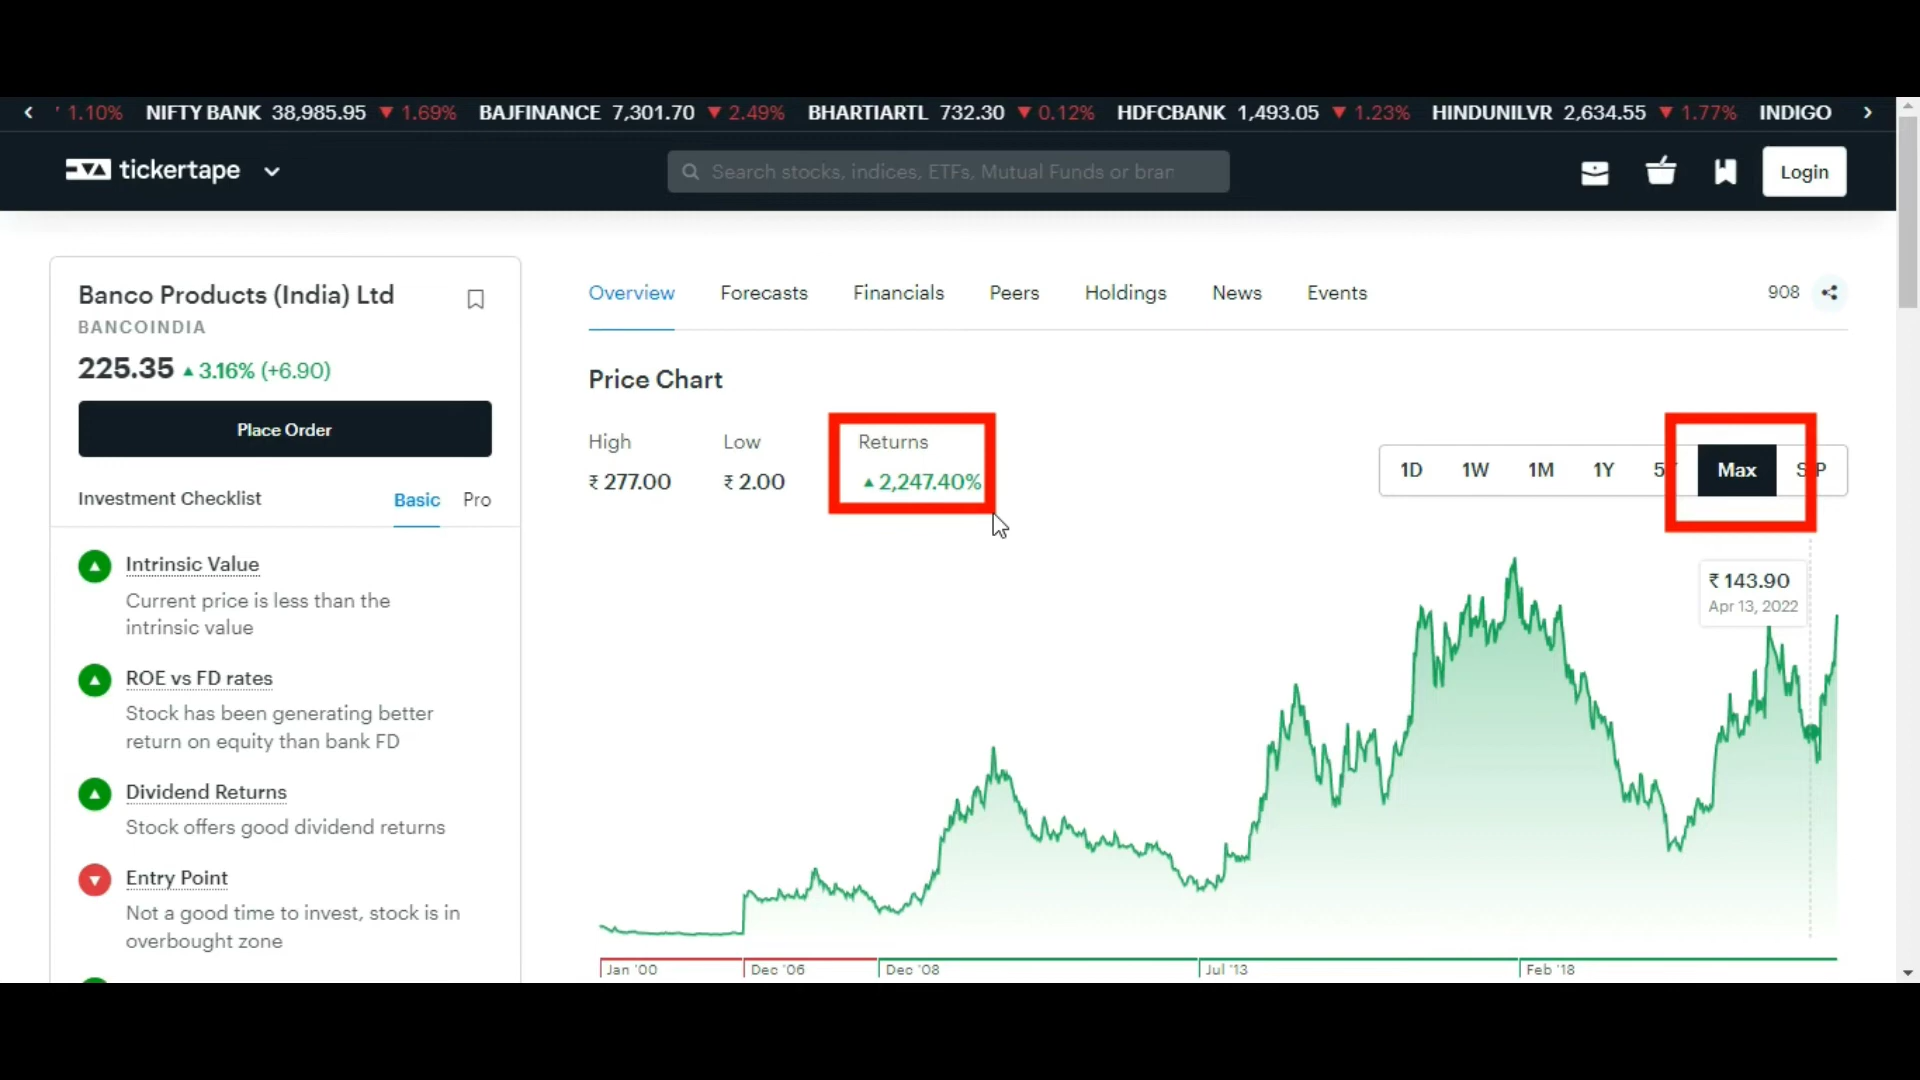 1.10% NIFTY BANK 38,985.95 ▼ 1.69% BAJFINANCE 7,301.70 ▼ 2.49% BHARTIARTL 732.30 ▼ 0.12% HDFCBANK 1,493.05 ▼ 1.23% HINDUNILVR 2,634.55 ▼ 1.77% INDIGO
tickertape
Search stocks, indices, ETFs, Mutual Funds or bran
Login
Banco Products (India) Ltd
BANCOINDIA
225.35 ▲ 3.16% (+6.90)
Place Order
Investment Checklist Basic Pro
Intrinsic Value
Current price is less than the
intrinsic value
ROE vs FD rates
Stock has been generating better
return on equity than bank FD
Dividend Returns
Stock offers good dividend returns
Entry Point
Not a good time to invest, stock is in
overbought zone
Overview Forecasts Financials Peers Holdings News Events 908
Price Chart
High Low Returns
₹ 277.00 ₹ 2.00 ▲ 2,247.40%
1D 1W 1M 1Y 5Y Max SIP
₹ 143.90
Apr 13, 2022
Jan '00 Dec '06 Dec '08 Jul '13 Feb '18